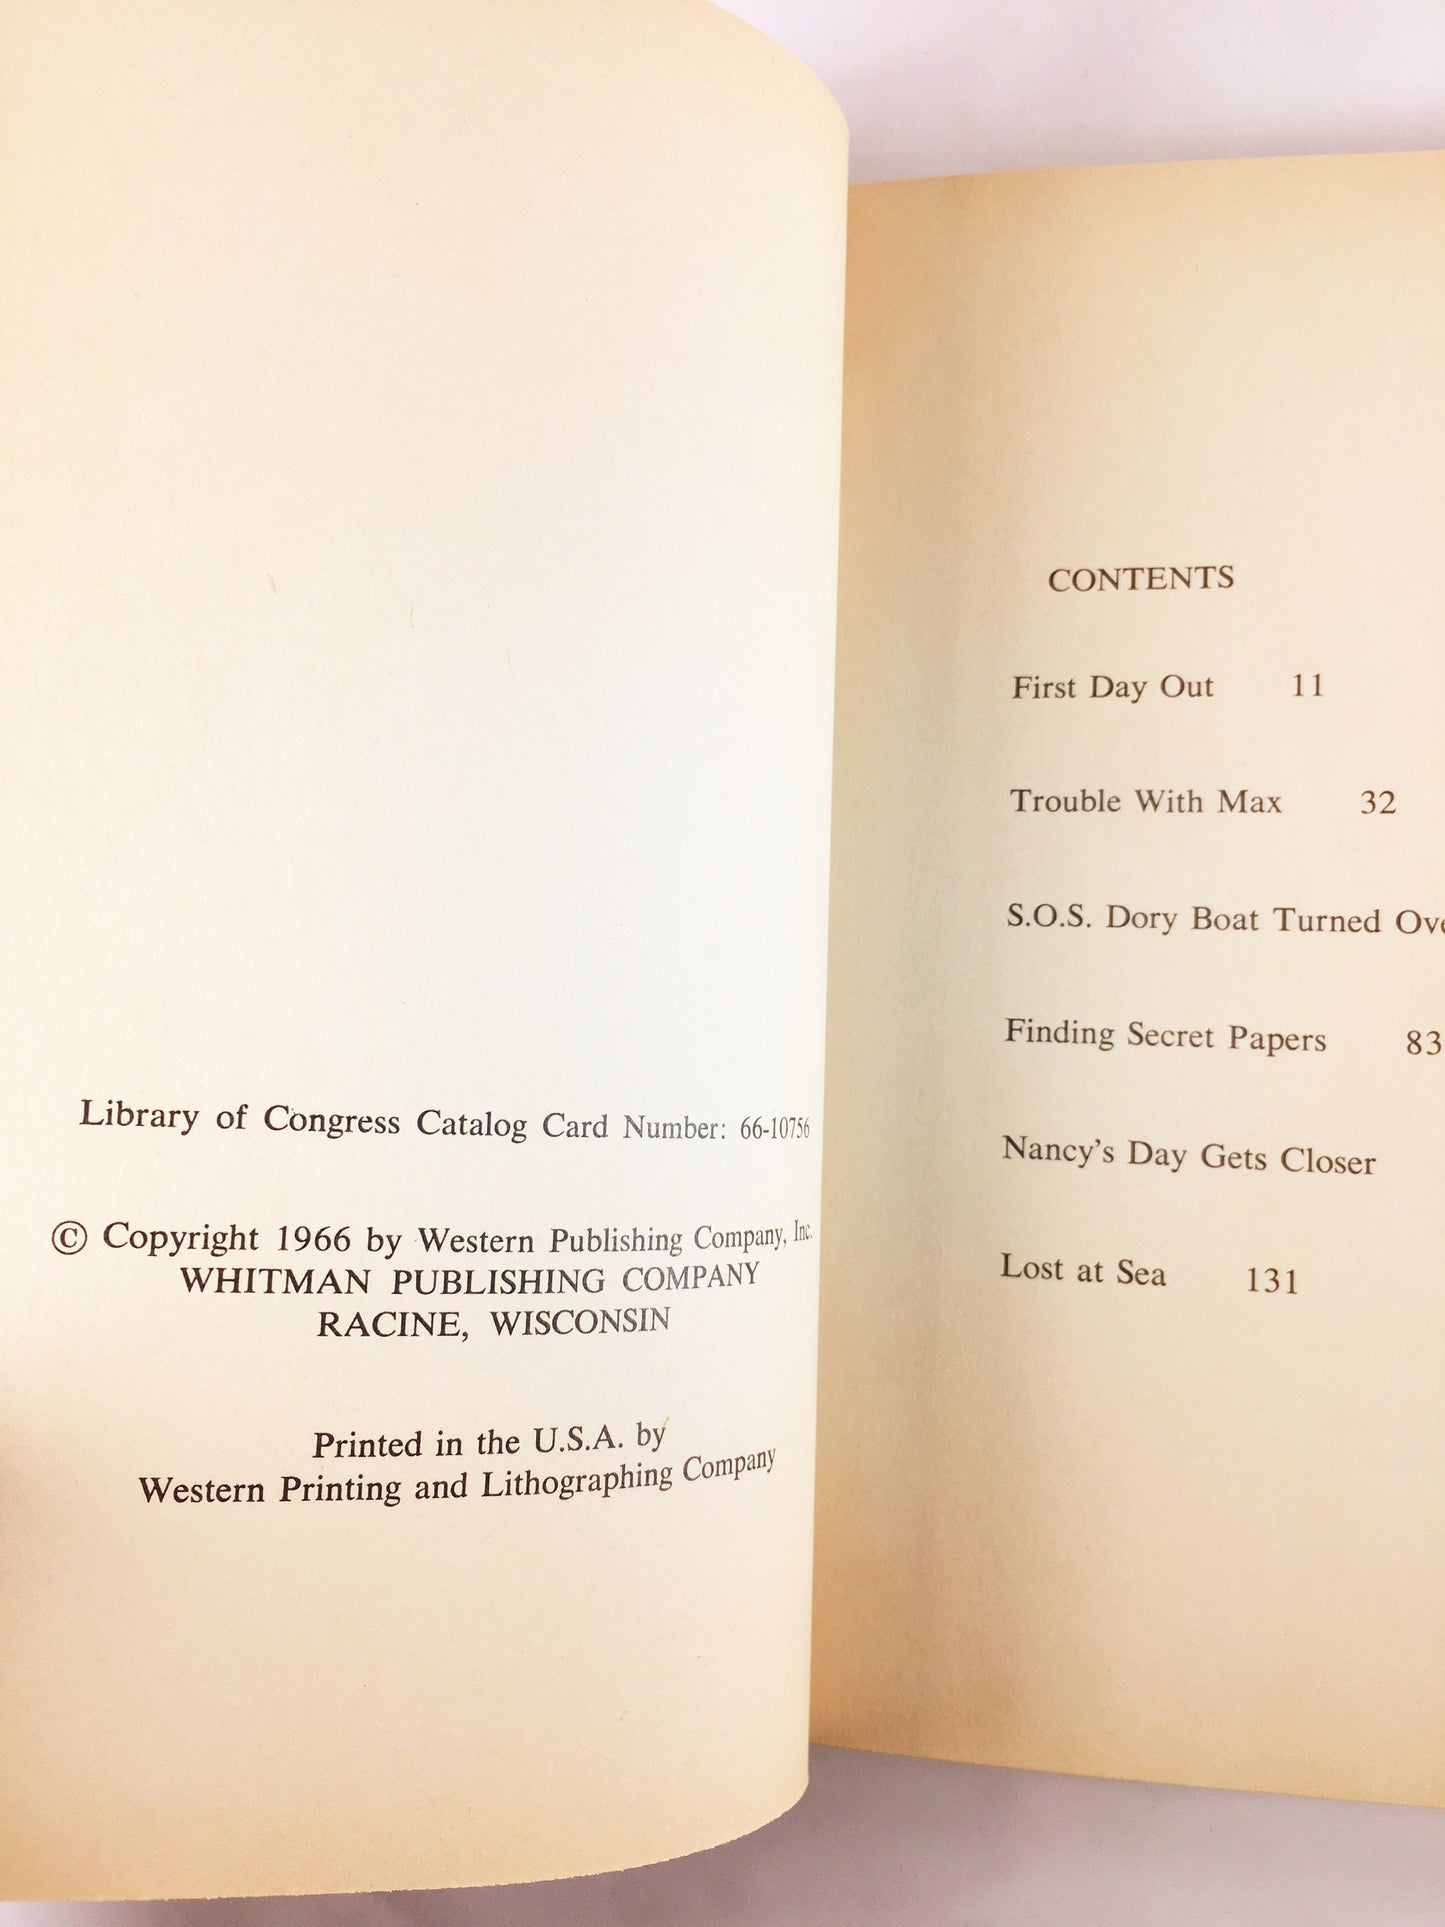 Library of Congress Catalog Card Number: 66-10756
© Copyright 1966 by Western Publishing Company, Inc.
WHITMAN PUBLISHING COMPANY
RACINE, WISCONSIN
Printed in the U.S.A. by
Western Printing and Lithographing Company
CONTENTS
First Day Out 11
Trouble With Max 32
S.O.S. Dory Boat Turned
Finding Secret Papers 83
Nancy's Day Gets Closer
Lost at Sea 131